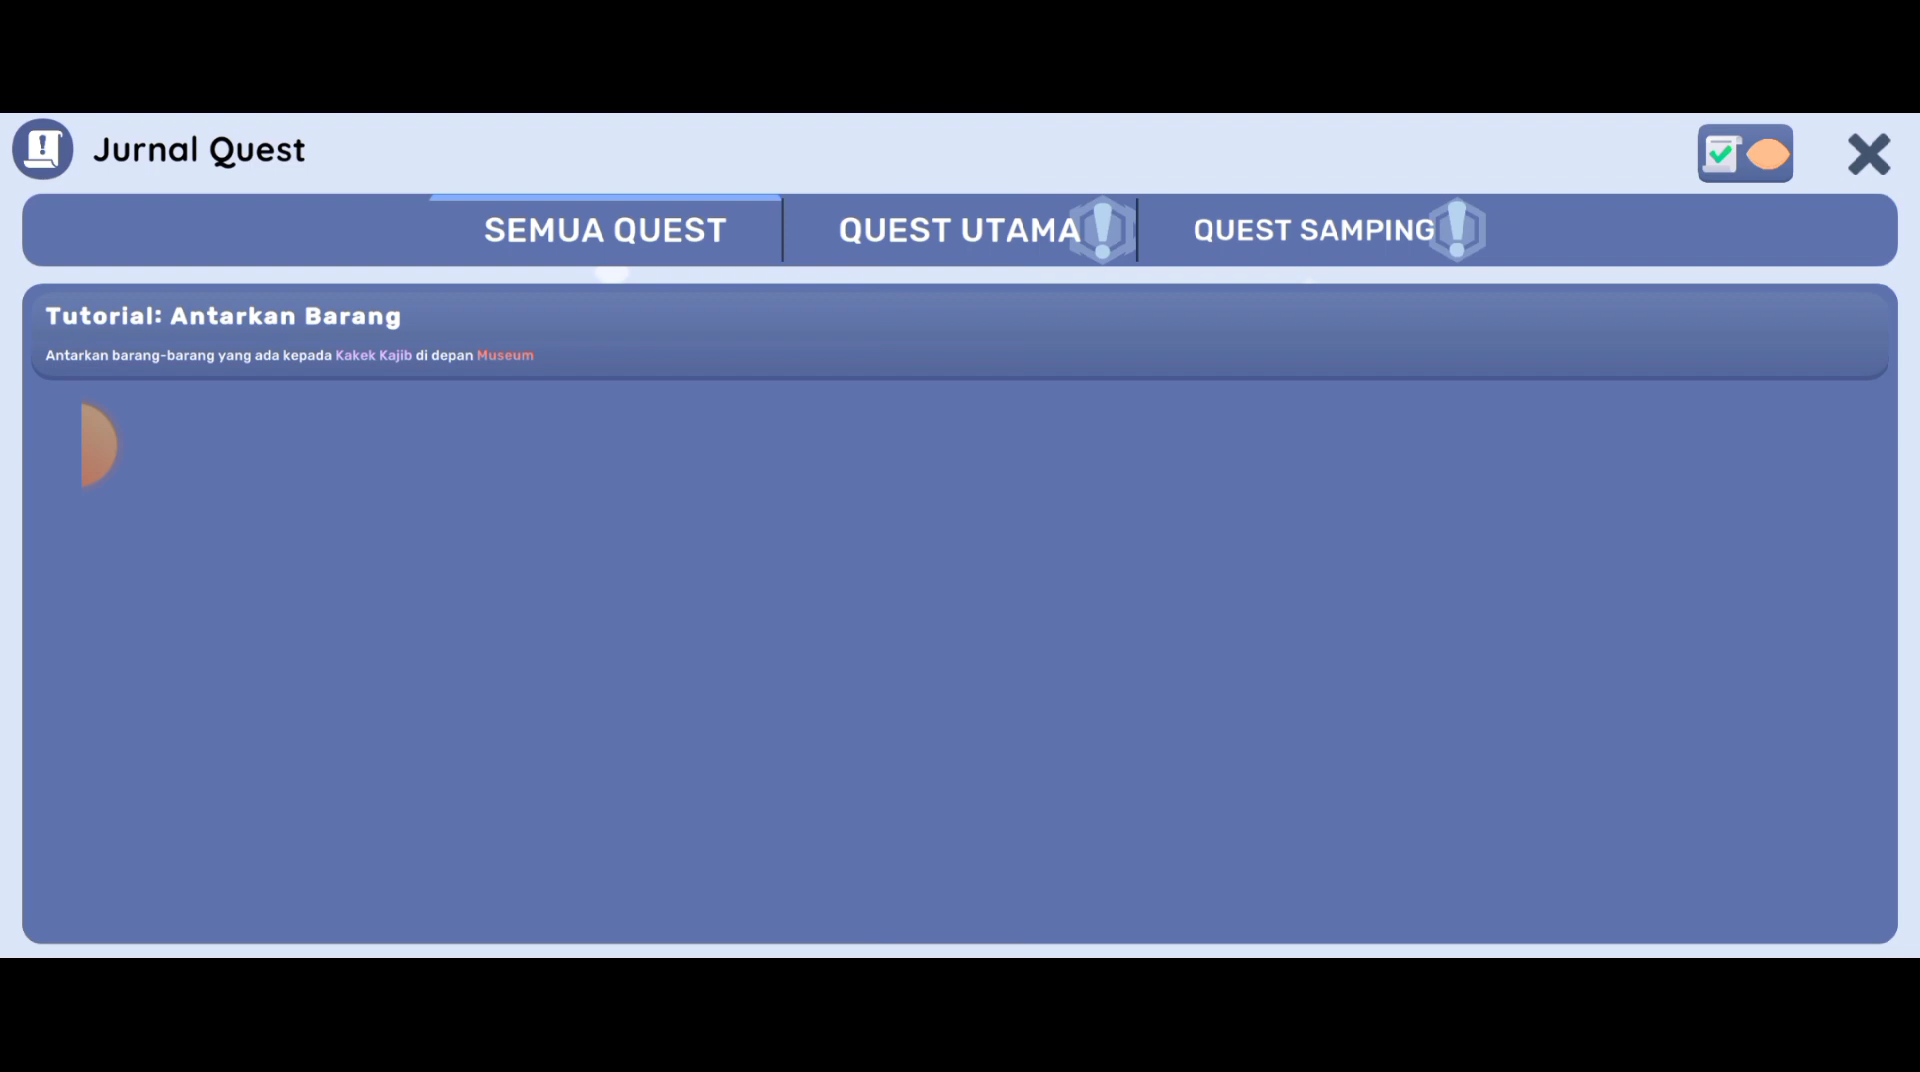 Jurnal Quest
SEMUA QUEST
QUEST UTAMA
QUEST SAMPING
Tutorial: Antarkan Barang
Antarkan barang-barang yang ada kepada Kakek Kajib di depan Museum